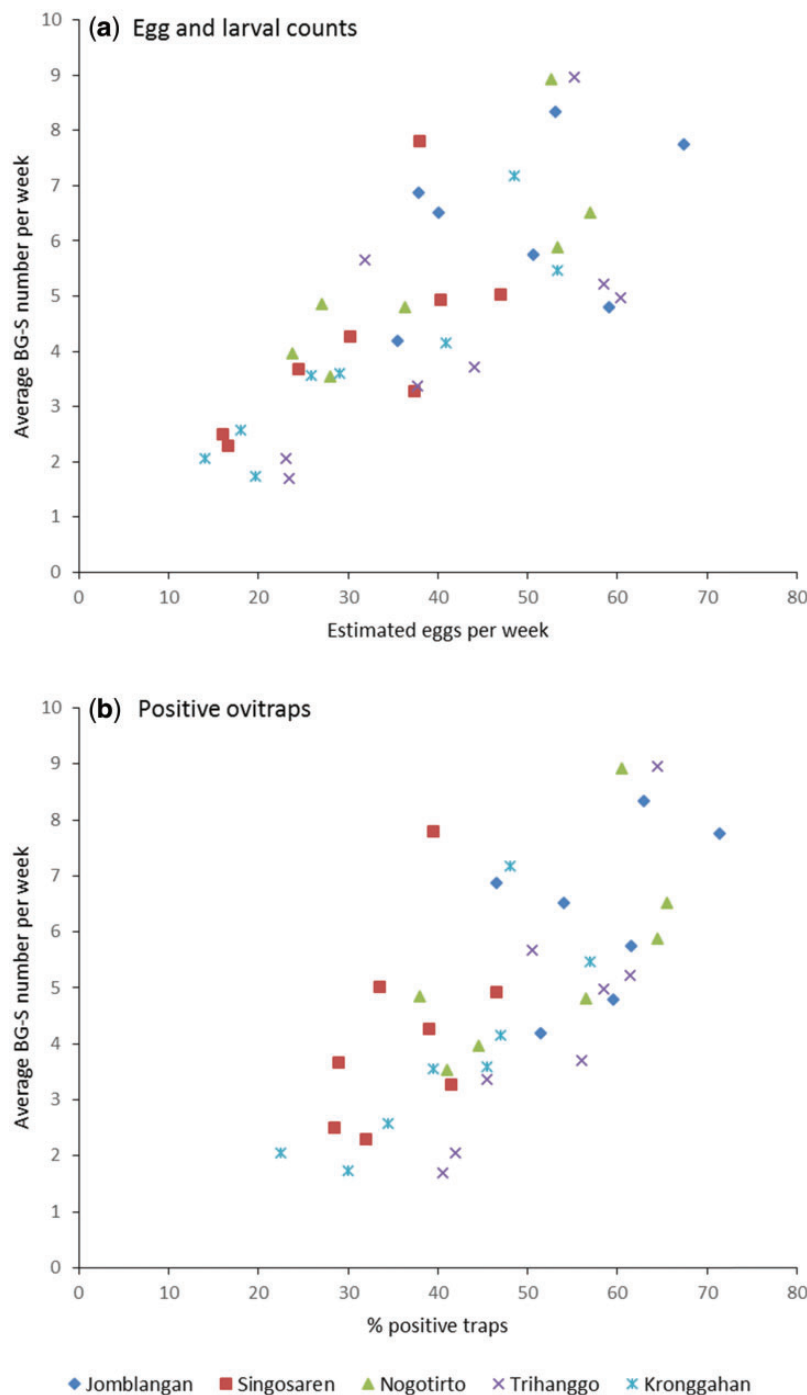 (a) Egg and larval counts
10
9
8
7
6
5
4
3
2
1
0
Average BG-S number per week
0 10 20 30 40 50 60 70 80
Estimated eggs per week
(b) Positive ovitraps
10
9
8
7
6
5
4
3
2
1
0
Average BG-S number per week
0 10 20 30 40 50 60 70 80
% positive traps
Jomblangan Singosaren Nogotirto Trihanggo Kronggahan